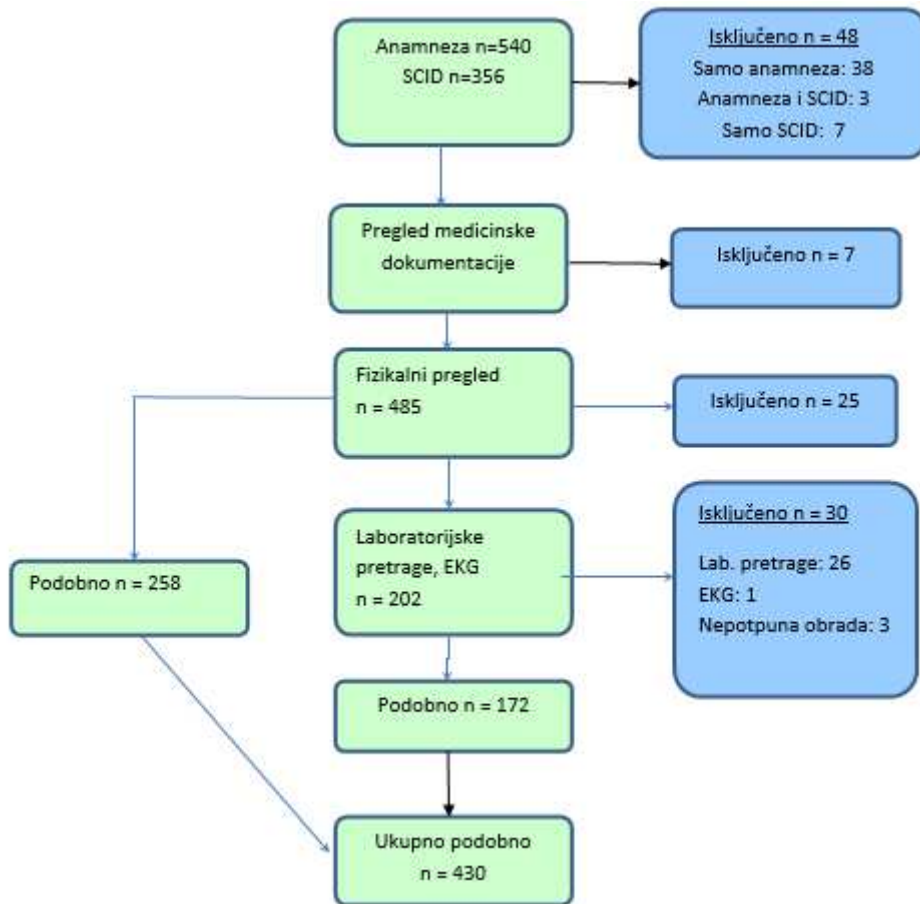 Anamneza n=540
SCID n=356
Isključeno n = 48
Samo anamneza: 38
Anamneza i SCID: 3
Samo SCID: 7
Pregled medicinske
dokumentacije
Isključeno n = 7
Fizikalni pregled
n = 485
Isključeno n = 25
Laboratorijske
pretrage, EKG
n = 202
Isključeno n = 30
Lab. pretrage: 26
EKG: 1
Nepotpuna obrada: 3
Podobno n = 258
Podobno n = 172
Ukupno podobno
n = 430